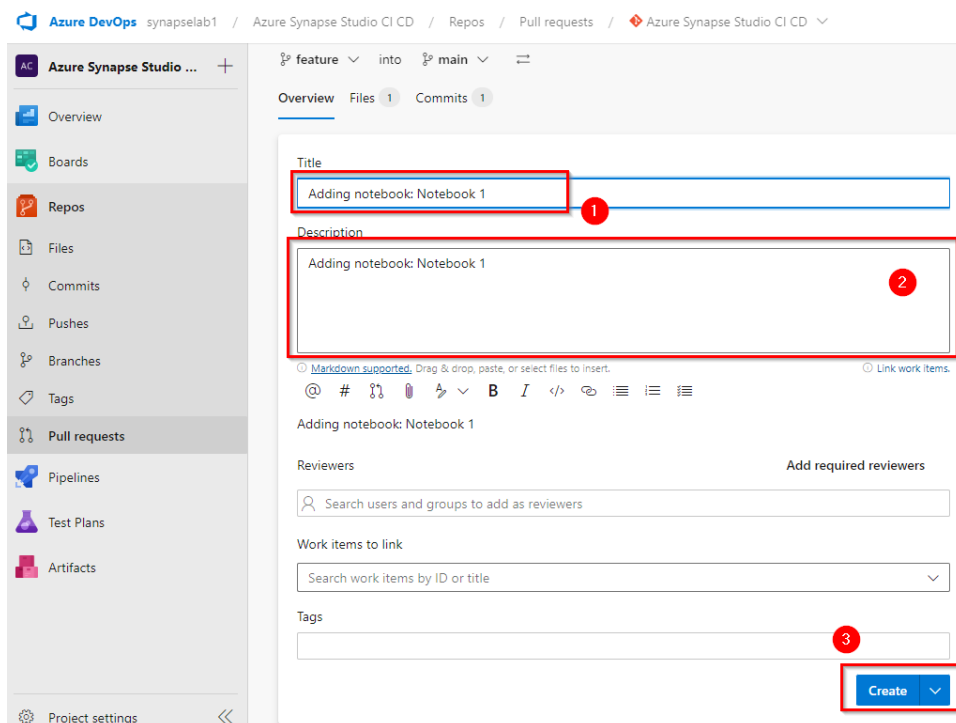 Azure DevOps synapselab1 / Azure Synapse Studio CI CD / Repos / Pull requests / Azure Synapse Studio CI CD
AC Azure Synapse Studio ...
Overview
Boards
Repos
Files
Commits
Pushes
Branches
Tags
Pull requests
Pipelines
Test Plans
Artifacts
Project settings
feature into main
Overview Files 1 Commits 1
Title
Adding notebook: Notebook 1
1
Description
Adding notebook: Notebook 1
2
Markdown supported. Drag & drop, paste, or select files to insert. Link work items.
@ # B I </>
Adding notebook: Notebook 1
Reviewers Add required reviewers
Search users and groups to add as reviewers
Work items to link
Search work items by ID or title
Tags
3
Create